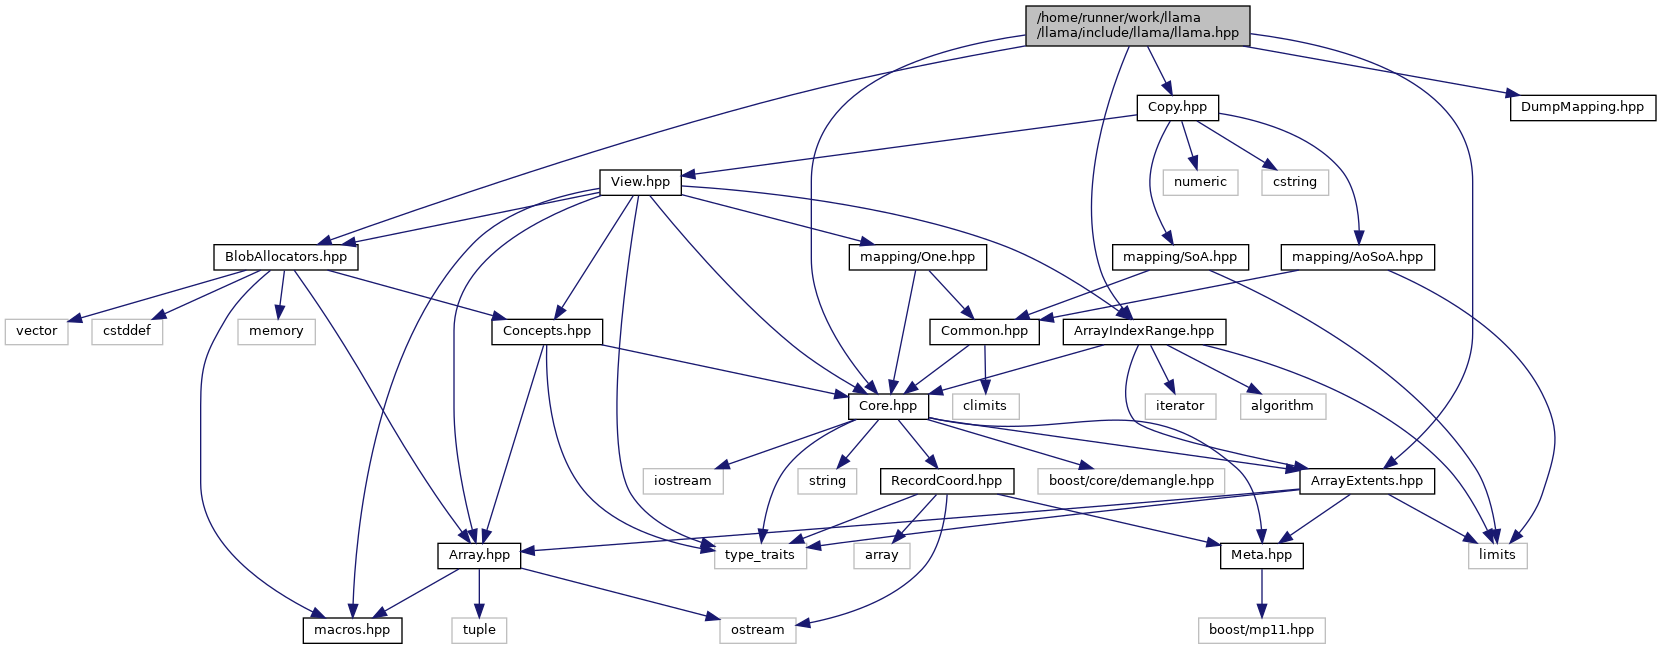 /home/runner/work/llama
/llama/include/llama/llama.hpp
Copy.hpp
DumpMapping.hpp
View.hpp
numeric
cstring
BlobAllocators.hpp
mapping/One.hpp
mapping/SoA.hpp
mapping/AoSoA.hpp
vector
cstddef
memory
Concepts.hpp
Common.hpp
ArrayIndexRange.hpp
Core.hpp
climits
iterator
algorithm
iostream
string
RecordCoord.hpp
boost/core/demangle.hpp
ArrayExtents.hpp
Array.hpp
type_traits
array
Meta.hpp
limits
macros.hpp
tuple
ostream
boost/mp11.hpp